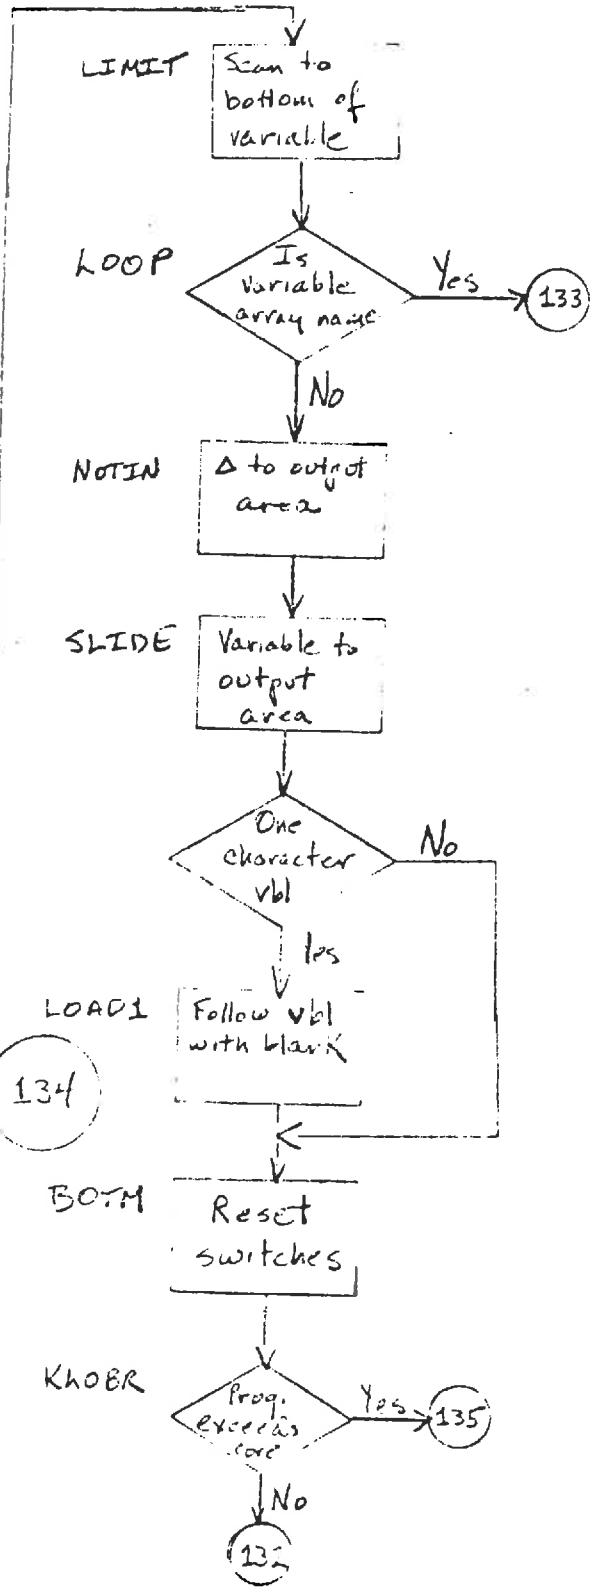 LIMIT
Scan to
bottom of
variable
LOOP
Is
variable
array name
Yes
133
No
NOTIN
Δ to output
area
SLIDE
Variable to
output
area
One
character
vbl
No
Yes
LOAD1
Follow vbl
with blank
134
BOTM
Reset
switches
KLOBR
Prog.
exceeds
core
Yes
135
No
132